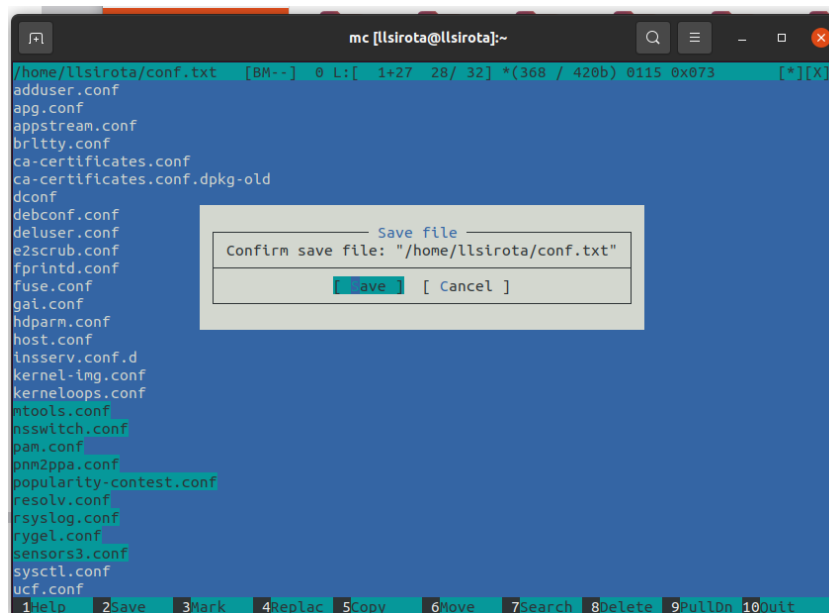 mc [llsirota@llsirota]:~
/home/llsirota/conf.txt [BM--] 0 L:[ 1+27 28/ 32] *(368 / 420b) 0115 0x073 [*][X]
adduser.conf
apg.conf
appstream.conf
brltty.conf
ca-certificates.conf
ca-certificates.conf.dpkg-old
dconf
debconf.conf
deluser.conf
e2scrub.conf
fprintd.conf
fuse.conf
gai.conf
hdparm.conf
host.conf
insserv.conf.d
kernel-img.conf
kerneloops.conf
mtools.conf
nsswitch.conf
pam.conf
pnm2ppa.conf
popularity-contest.conf
resolv.conf
rsyslog.conf
rygel.conf
sensors3.conf
sysctl.conf
ucf.conf
Save file
Confirm save file: "/home/llsirota/conf.txt"
[ Save ] [ Cancel ]
1Help 2Save 3Mark 4Replac 5Copy 6Move 7Search 8Delete 9PullDn 10Quit